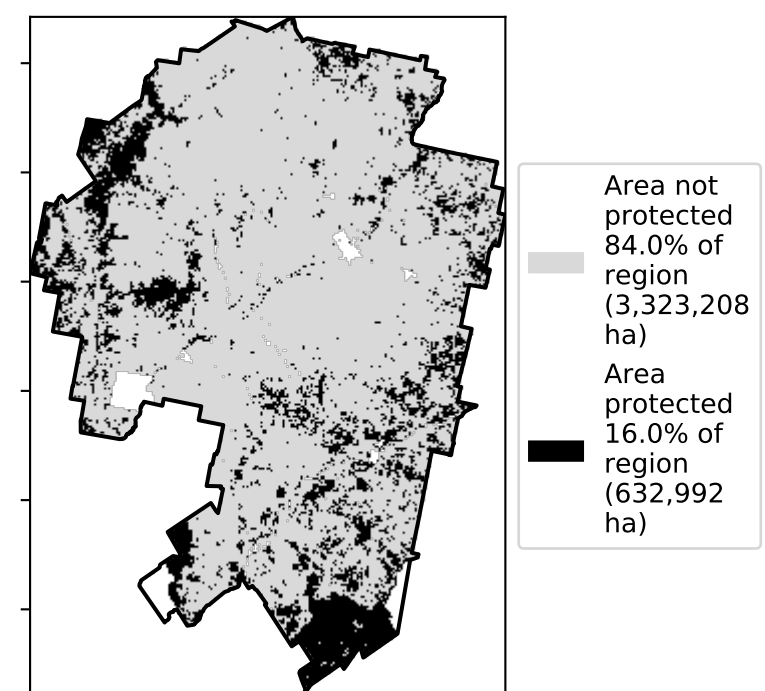 Area not
protected
84.0% of
region
(3,323,208
ha)
Area
protected
16.0% of
region
(632,992
ha)